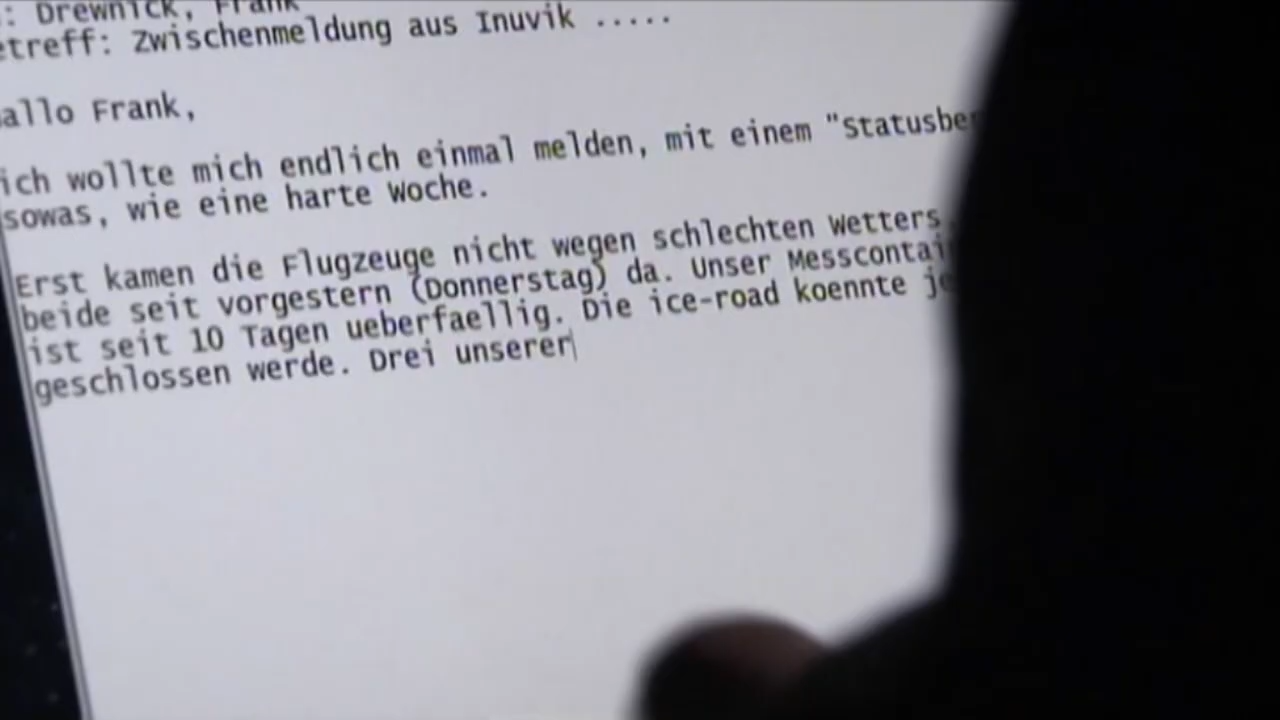 : Drewnick, Frank
etreff: Zwischenmeldung aus Inuvik .....
allo Frank,
ich wollte mich endlich einmal melden, mit einem "Statusbe
sowas, wie eine harte Woche.
Erst kamen die Flugzeuge nicht wegen schlechten Wetters
beide seit vorgestern (Donnerstag) da. Unser Messcontai
ist seit 10 Tagen ueberfaellig. Die ice-road koennte je
geschlossen werde. Drei unserer